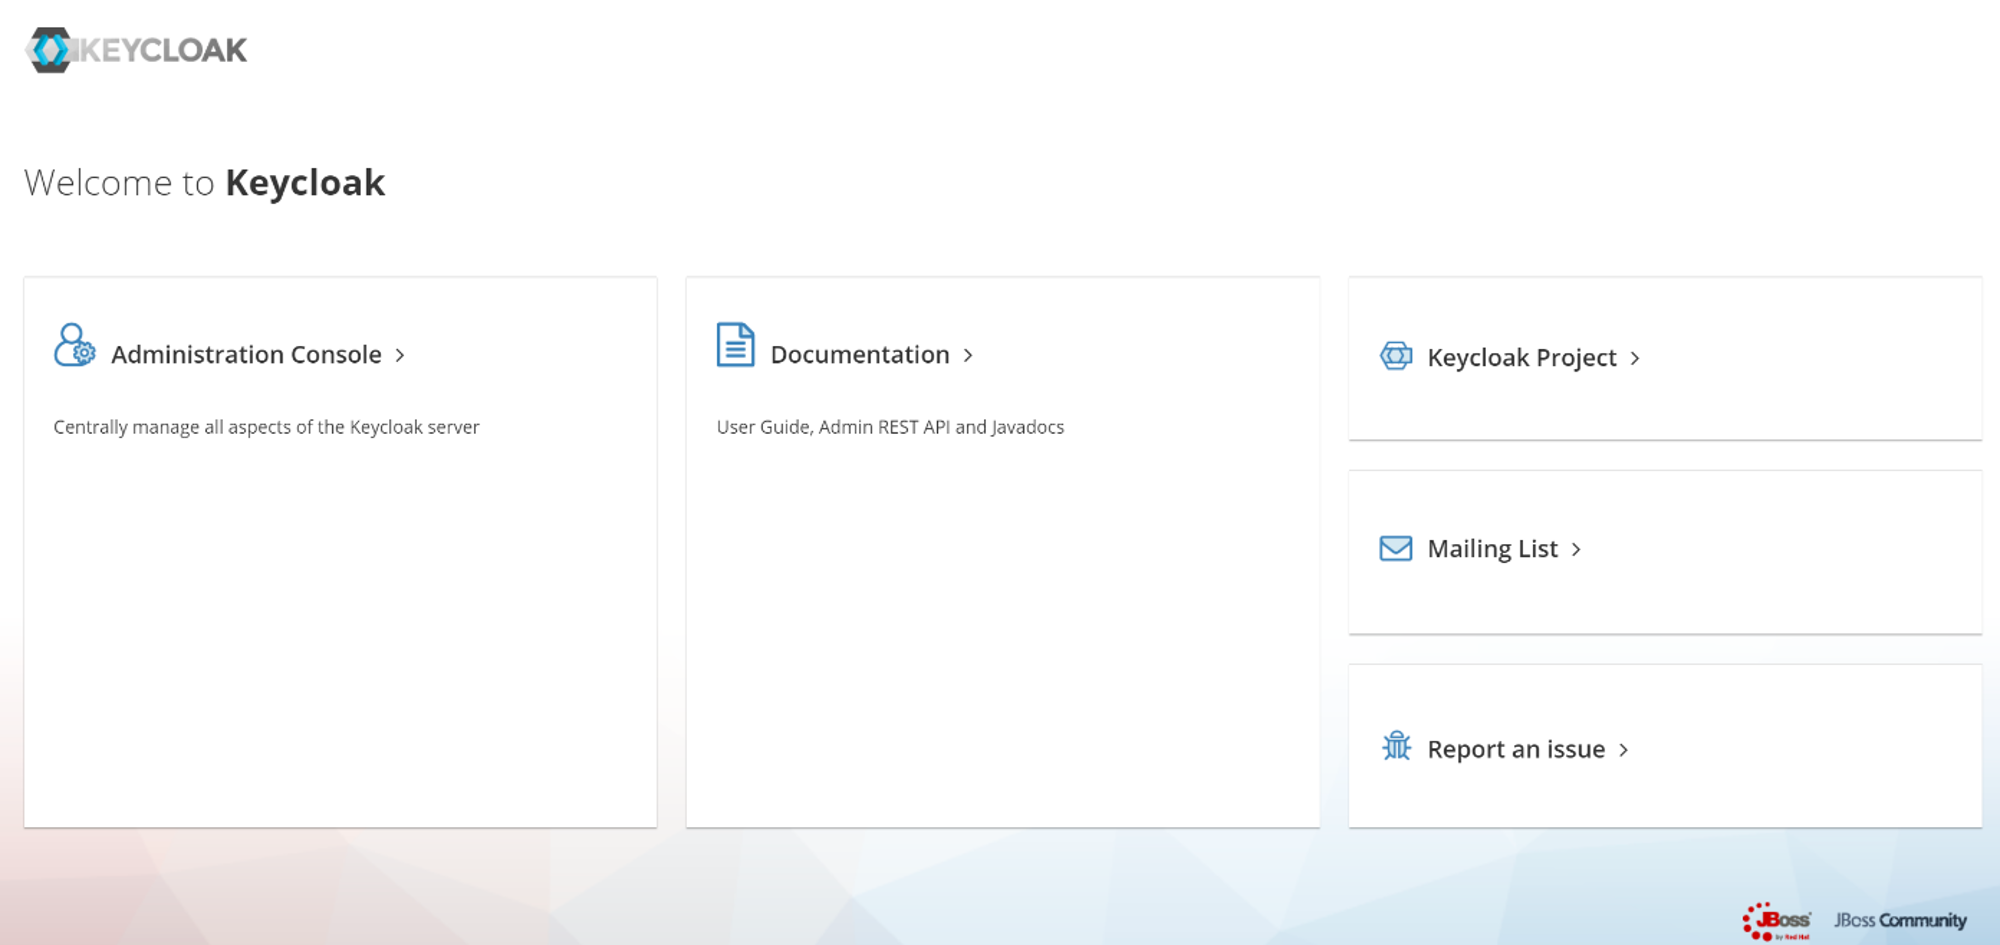 KEYCLOAK
Welcome to Keycloak
Administration Console
Centrally manage all aspects of the Keycloak server
Documentation
User Guide, Admin REST API and Javadocs
Keycloak Project
Mailing List
Report an issue
JBoss
by Red Hat
JBoss Community